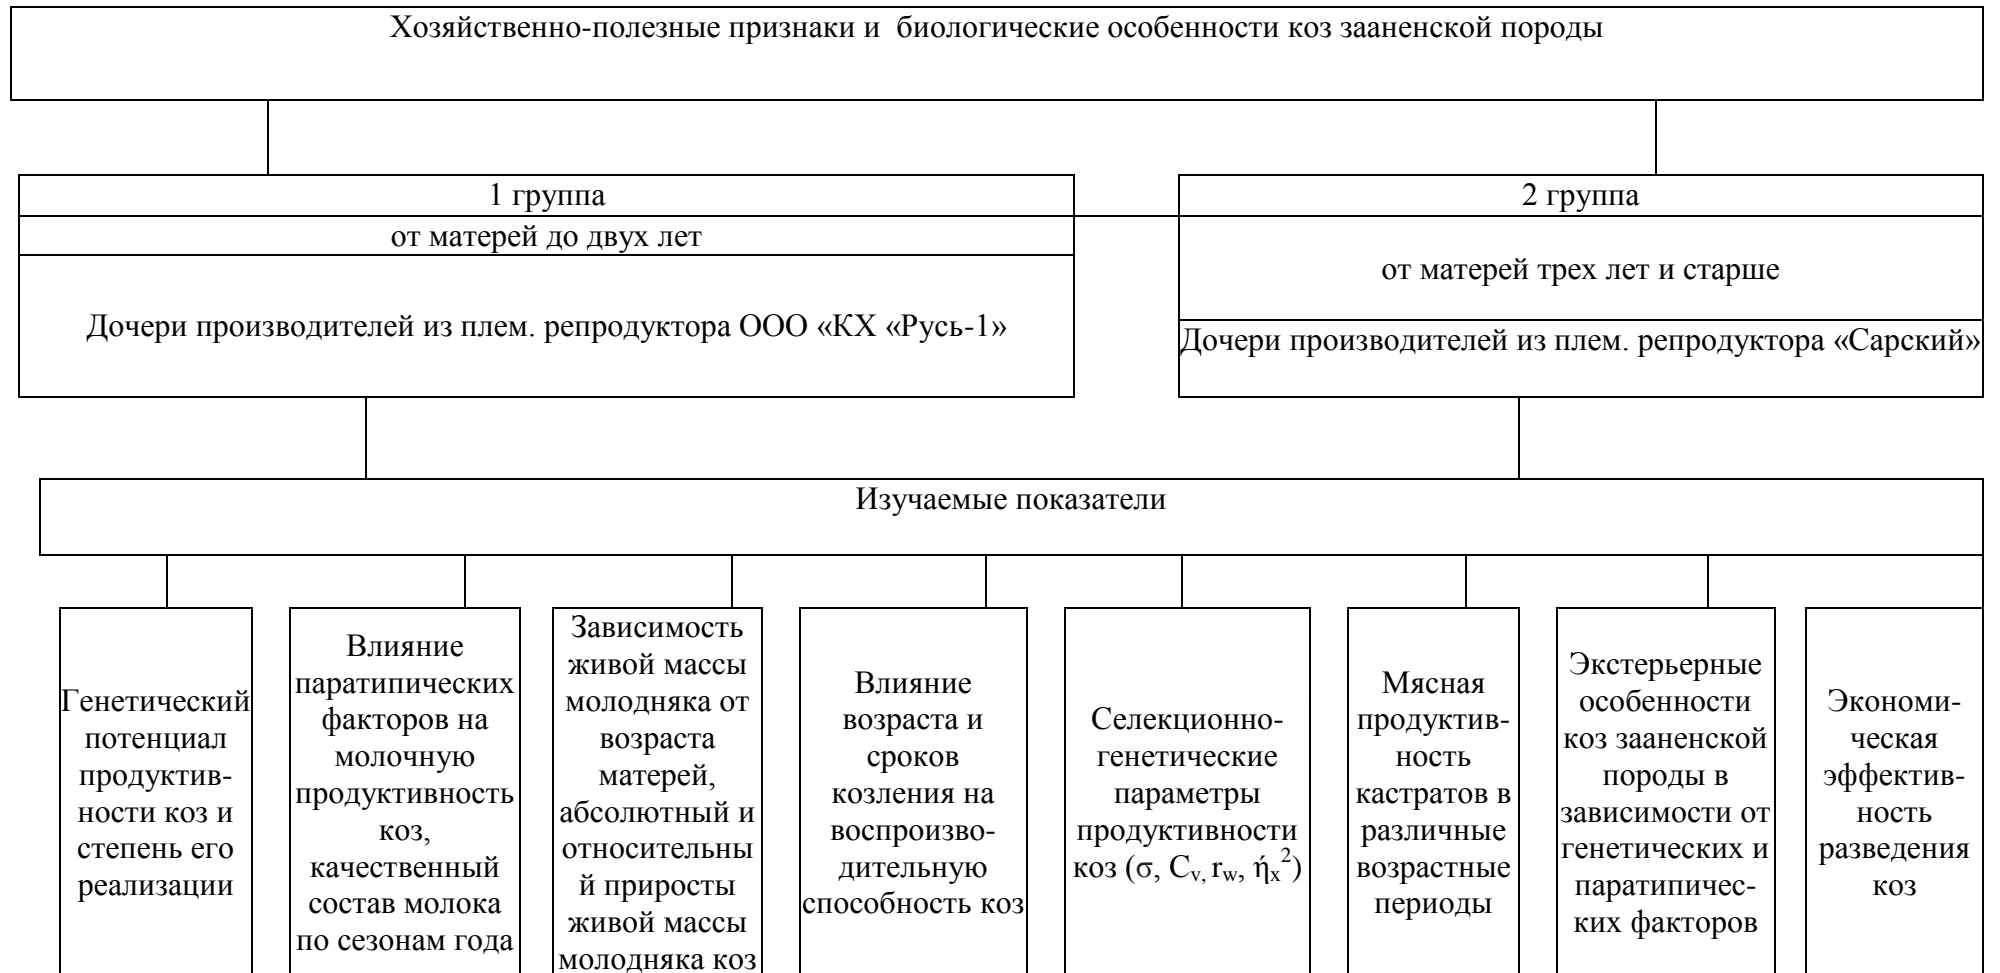 Хозяйственно-полезные признаки и  биологические особенности коз зааненской породы
1 группа
от матерей до двух лет
Дочери производителей из плем. репродуктора ООО «КХ «Русь-1»
2 группа
от матерей трех лет и старше
Дочери производителей из плем. репродуктора «Сарский»
Изучаемые показатели
Генетический
потенциал
продуктив-
ности коз и
степень его
реализации
Влияние
паратипических
факторов на
молочную
продуктивность
коз,
качественный
состав молока
по сезонам года
Зависимость
живой массы
молодняка от
возраста
матерей,
абсолютный и
относительны
й приросты
живой массы
молодняка коз
Влияние
возраста и
сроков
козления на
воспроизво-
дительную
способность коз
Селекционно-
генетические
параметры
продуктивности
коз (σ, Cv, rw, ήx²)
Мясная
продуктив-
ность
кастратов в
различные
возрастные
периоды
Экстерьерные
особенности
коз зааненской
породы в
зависимости от
генетических и
паратипичес-
ких факторов
Экономи-
ческая
эффектив-
ность
разведения
коз